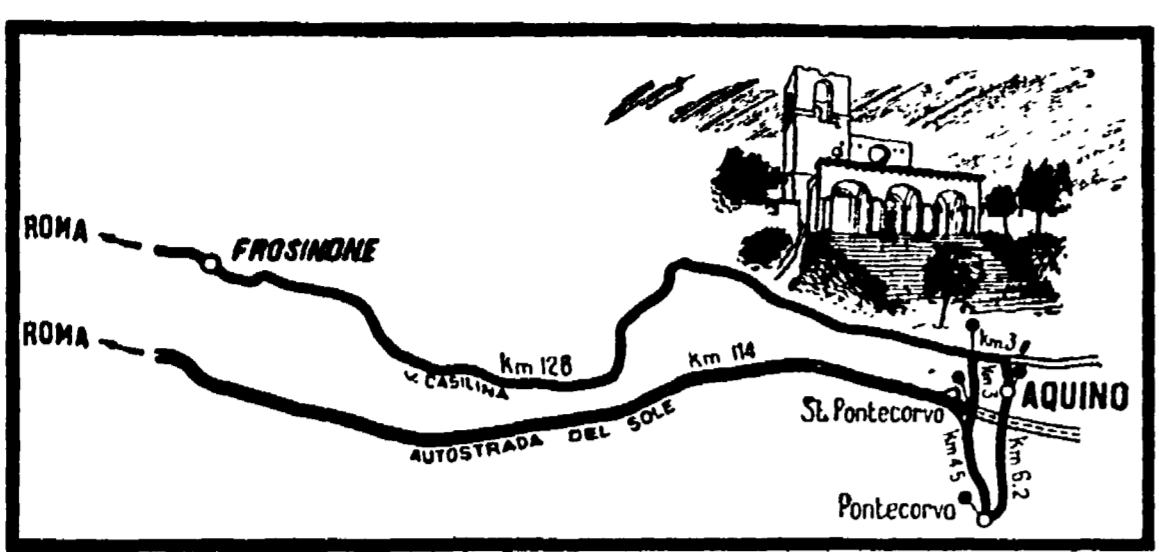 ROMA
FROSINONE
ROMA
km 128
V. CASILINA
km 114
AUTOSTRADA DEL SOLE
km 3
km 3
AQUINO
St. Pontecorvo
km 4.5
km 6.2
Pontecorvo